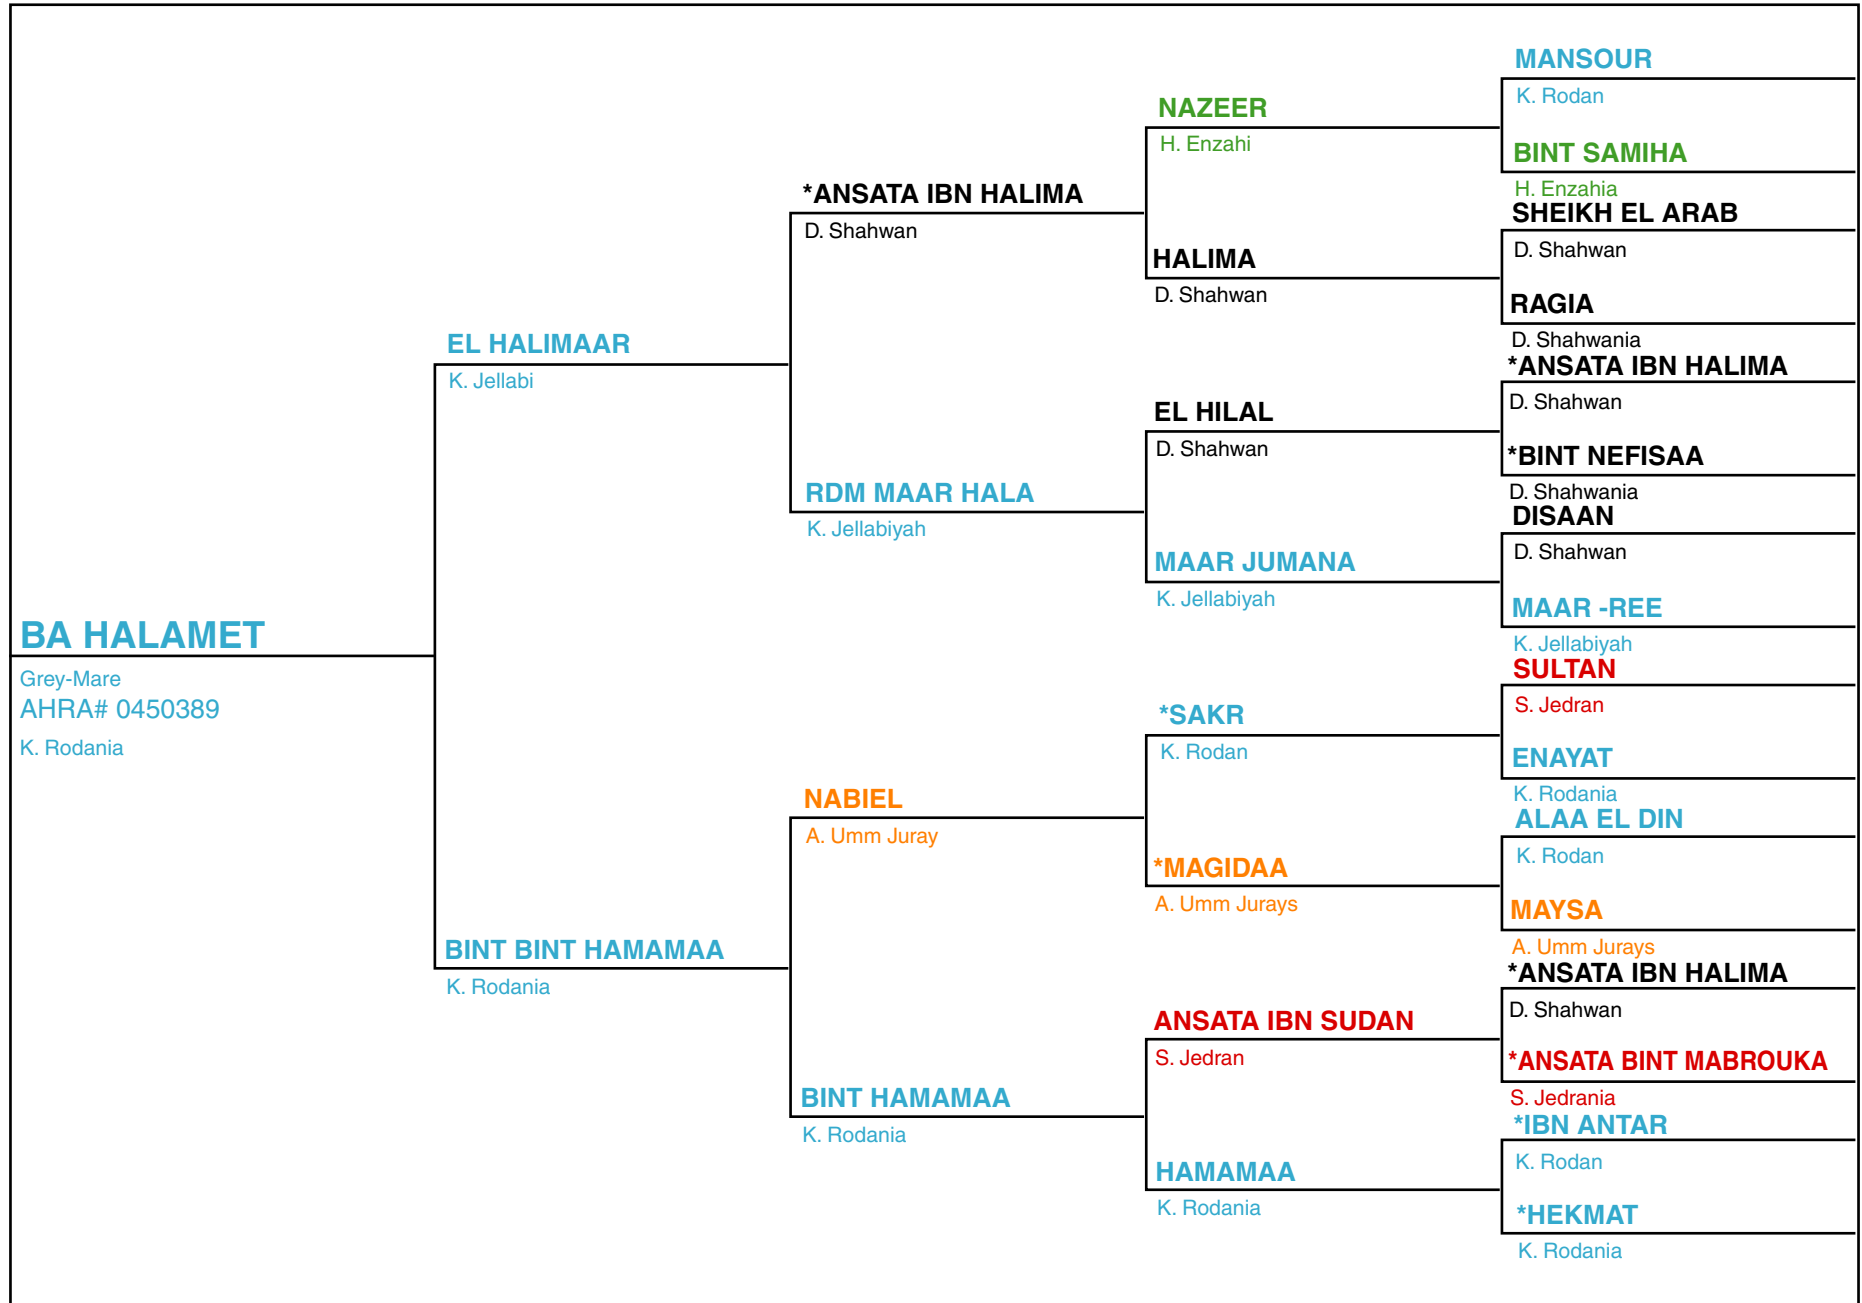 MANSOUR
K. Rodan
NAZEER
H. Enzahi
BINT SAMIHA
H. Enzahia
*ANSATA IBN HALIMA
D. Shahwan
SHEIKH EL ARAB
D. Shahwan
HALIMA
D. Shahwan
RAGIA
D. Shahwania
EL HALIMAAR
K. Jellabi
*ANSATA IBN HALIMA
D. Shahwan
EL HILAL
D. Shahwan
*BINT NEFISAA
D. Shahwania
RDM MAAR HALA
K. Jellabiyah
DISAAN
D. Shahwan
MAAR JUMANA
K. Jellabiyah
MAAR -REE
K. Jellabiyah
BA HALAMET
Grey-Mare
AHRA# 0450389
K. Rodania
SULTAN
S. Jedran
*SAKR
K. Rodan
ENAYAT
K. Rodania
NABIEL
A. Umm Juray
ALAA EL DIN
K. Rodan
*MAGIDAA
A. Umm Jurays
MAYSA
A. Umm Jurays
BINT BINT HAMAMAA
K. Rodania
*ANSATA IBN HALIMA
D. Shahwan
ANSATA IBN SUDAN
S. Jedran
*ANSATA BINT MABROUKA
S. Jedrania
BINT HAMAMAA
K. Rodania
*IBN ANTAR
K. Rodan
HAMAMAA
K. Rodania
*HEKMAT
K. Rodania